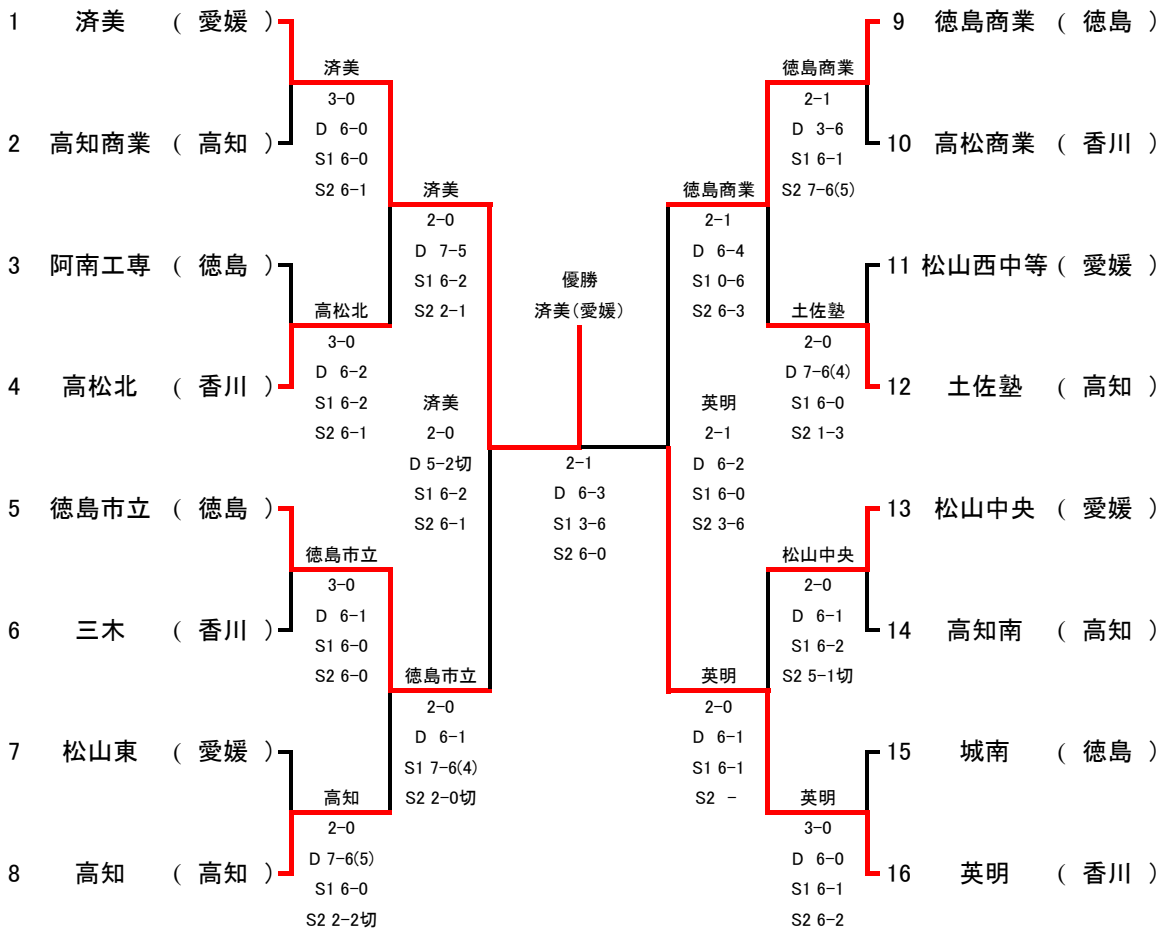 1 済美 ( 愛媛 )
済美
3-0
D 6-0
S1 6-0
S2 6-1
2 高知商業 ( 高知 )
済美
2-0
D 7-5
S1 6-2
S2 2-1
3 阿南工専 ( 徳島 )
高松北
3-0
D 6-2
S1 6-2
S2 6-1
4 高松北 ( 香川 )
済美
2-0
D 5-2切
S1 6-2
S2 6-1
5 徳島市立 ( 徳島 )
徳島市立
3-0
D 6-1
S1 6-0
S2 6-0
6 三木 ( 香川 )
徳島市立
2-0
D 6-1
S1 7-6(4)
S2 2-0切
7 松山東 ( 愛媛 )
高知
2-0
D 7-6(5)
S1 6-0
S2 2-2切
8 高知 ( 高知 )
優勝
済美(愛媛)
2-1
D 6-3
S1 3-6
S2 6-0
9 徳島商業 ( 徳島 )
徳島商業
2-1
D 3-6
S1 6-1
S2 7-6(5)
10 高松商業 ( 香川 )
徳島商業
2-1
D 6-4
S1 0-6
S2 6-3
11 松山西中等 ( 愛媛 )
土佐塾
2-0
D 7-6(4)
S1 6-0
S2 1-3
12 土佐塾 ( 高知 )
英明
2-1
D 6-2
S1 6-0
S2 3-6
13 松山中央 ( 愛媛 )
松山中央
2-0
D 6-1
S1 6-2
S2 5-1切
14 高知南 ( 高知 )
英明
2-0
D 6-1
S1 6-1
S2 -
15 城南 ( 徳島 )
英明
3-0
D 6-0
S1 6-1
S2 6-2
16 英明 ( 香川 )